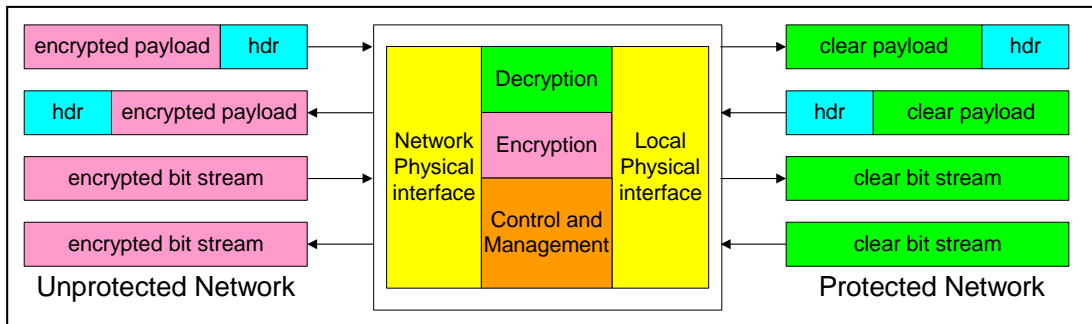 encrypted payload hdr
hdr encrypted payload
encrypted bit stream
encrypted bit stream
Unprotected Network
Network
Physical
interface
Decryption
Encryption
Control and
Management
Local
Physical
interface
clear payload hdr
hdr clear payload
clear bit stream
clear bit stream
Protected Network